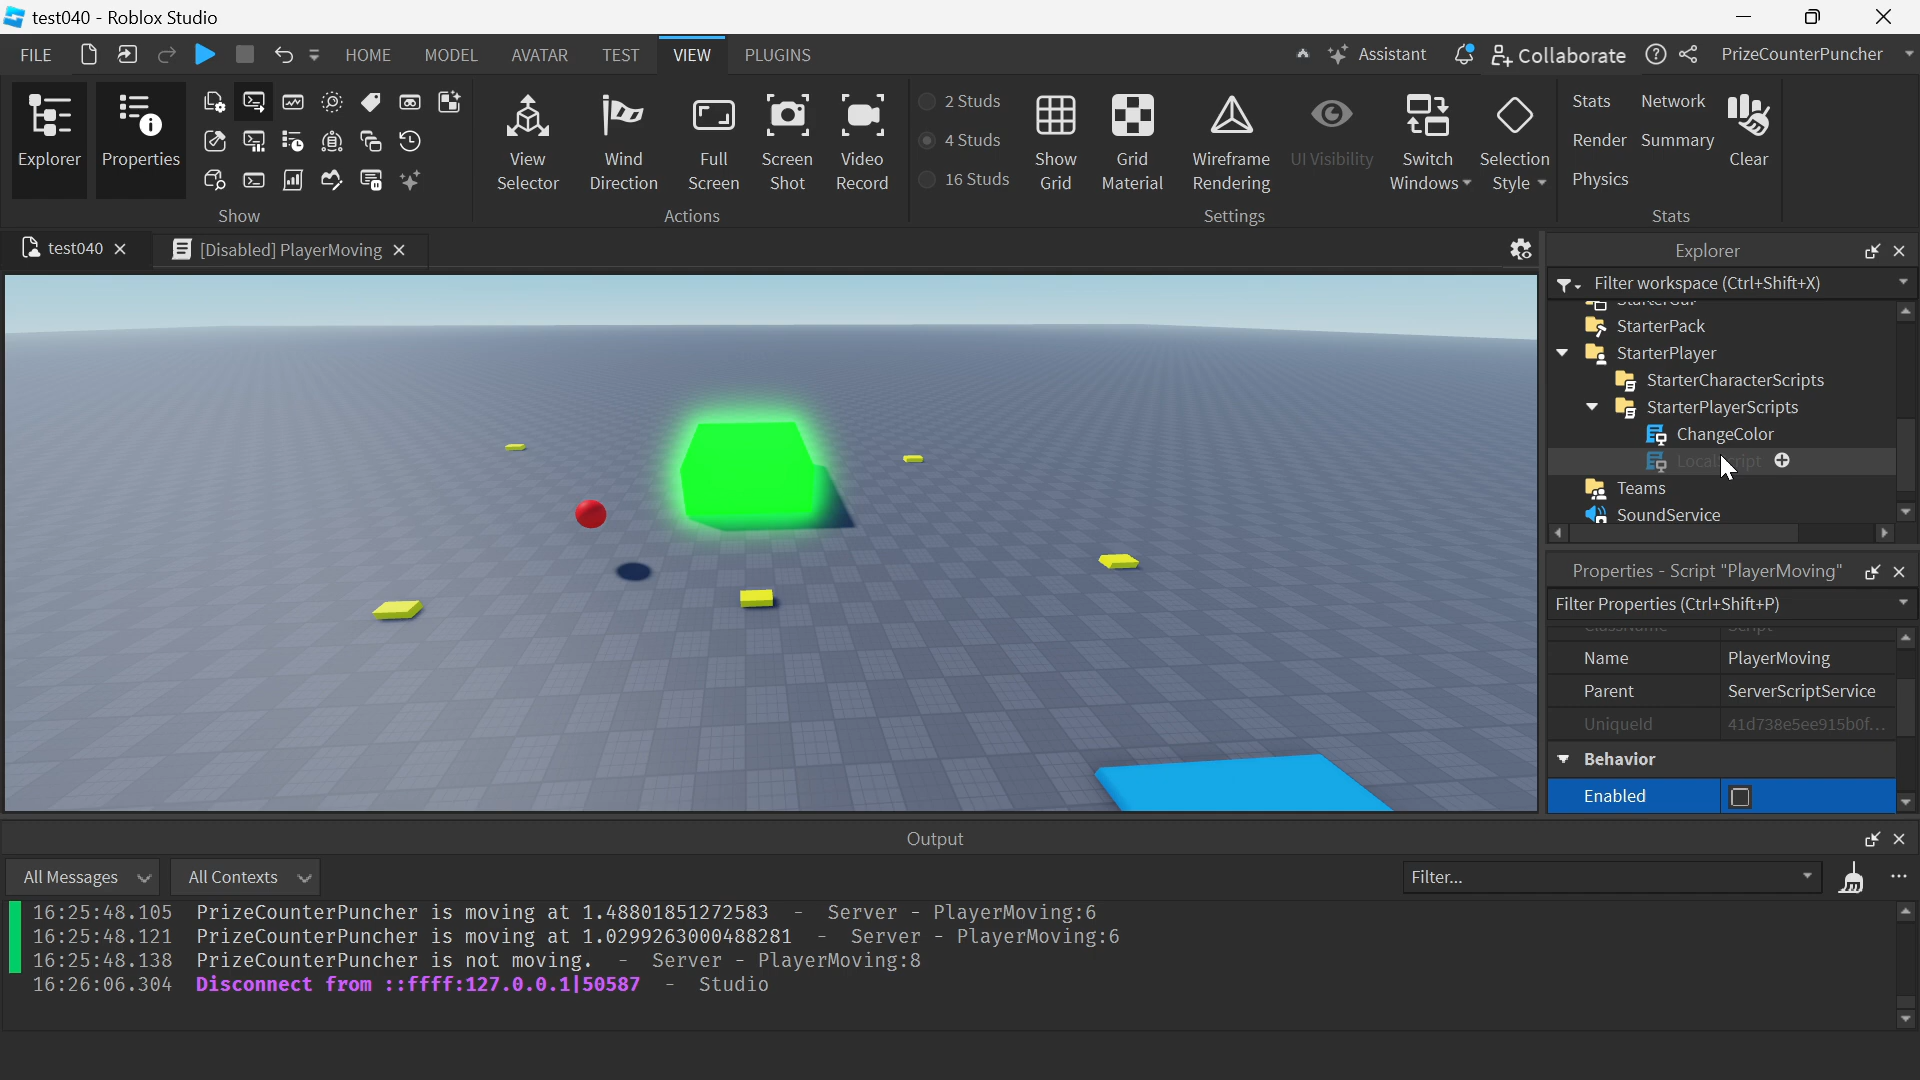 test040 - Roblox Studio
FILE HOME MODEL AVATAR TEST VIEW PLUGINS Assistant Collaborate PrizeCounterPuncher
Explorer
Properties
Show
View Selector
Wind Direction
Full Screen
Screen Shot
Video Record
Actions
2 Studs
4 Studs
16 Studs
Show Grid
Grid Material
Wireframe Rendering
UI Visibility
Switch Windows
Selection Style
Settings
Stats Network
Render Summary
Physics
Clear
Stats
test040
[Disabled] PlayerMoving
Explorer
Filter workspace (Ctrl+Shift+X)
StarterPack
StarterPlayer
StarterCharacterScripts
StarterPlayerScripts
ChangeColor
Teams
SoundService
Properties - Script "PlayerMoving"
Filter Properties (Ctrl+Shift+P)
Name PlayerMoving
Parent ServerScriptService
UniqueId 41d738e5ee915b0f...
Behavior
Enabled
Output
All Messages All Contexts Filter...
16:25:48.105 PrizeCounterPuncher is moving at 1.48801851272583 - Server - PlayerMoving:6
16:25:48.121 PrizeCounterPuncher is moving at 1.0299263000488281 - Server - PlayerMoving:6
16:25:48.138 PrizeCounterPuncher is not moving. - Server - PlayerMoving:8
16:26:06.304 Disconnect from ::ffff:127.0.0.1|50587 - Studio